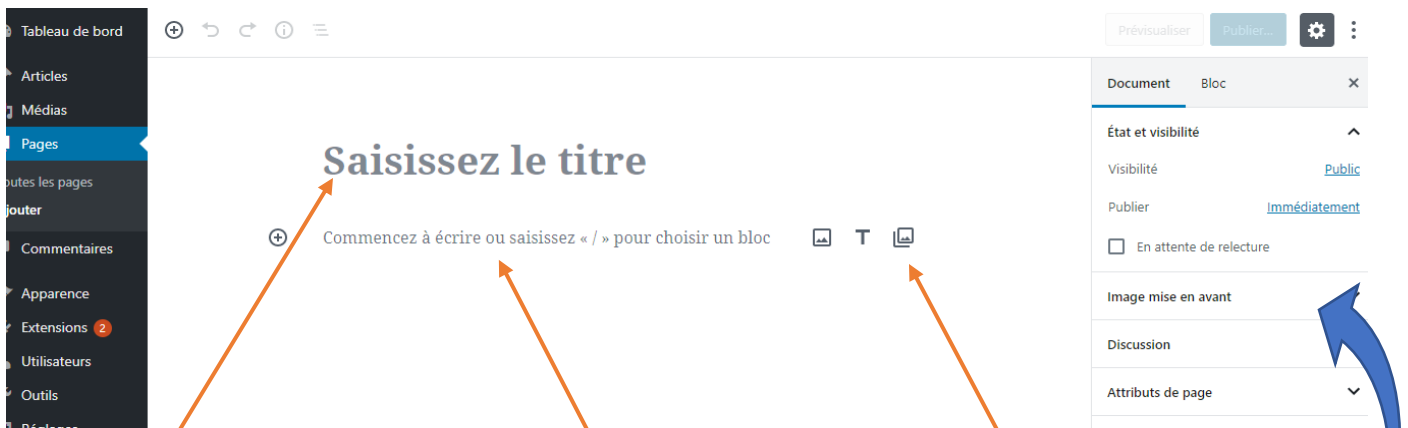 Tableau de bord
Articles
Médias
Pages
outes les pages
jouter
Commentaires
Apparence
Extensions 2
Utilisateurs
Outils
Réglages
Saisissez le titre
Commencez à écrire ou saisissez « / » pour choisir un bloc
Prévisualiser Publier...
Document Bloc
État et visibilité
Visibilité Public
Publier Immédiatement
En attente de relecture
Image mise en avant
Discussion
Attributs de page